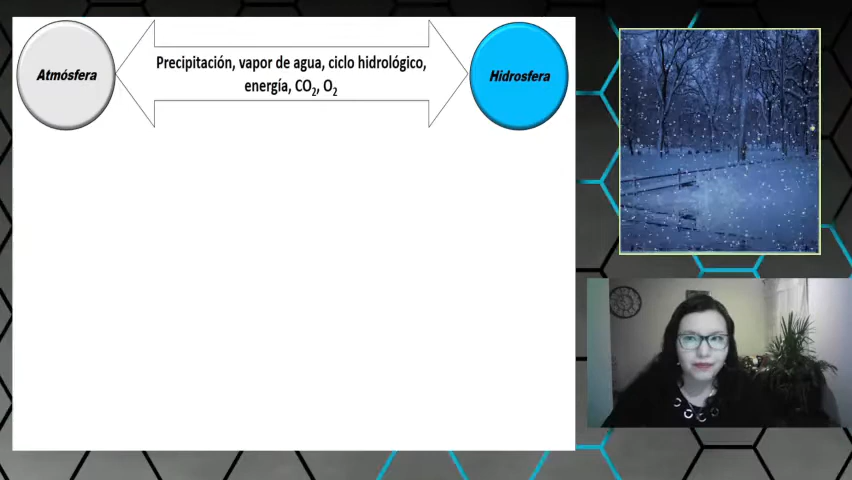 Atmósfera
Precipitación, vapor de agua, ciclo hidrológico,
energía, CO₂, O₂
Hidrosfera